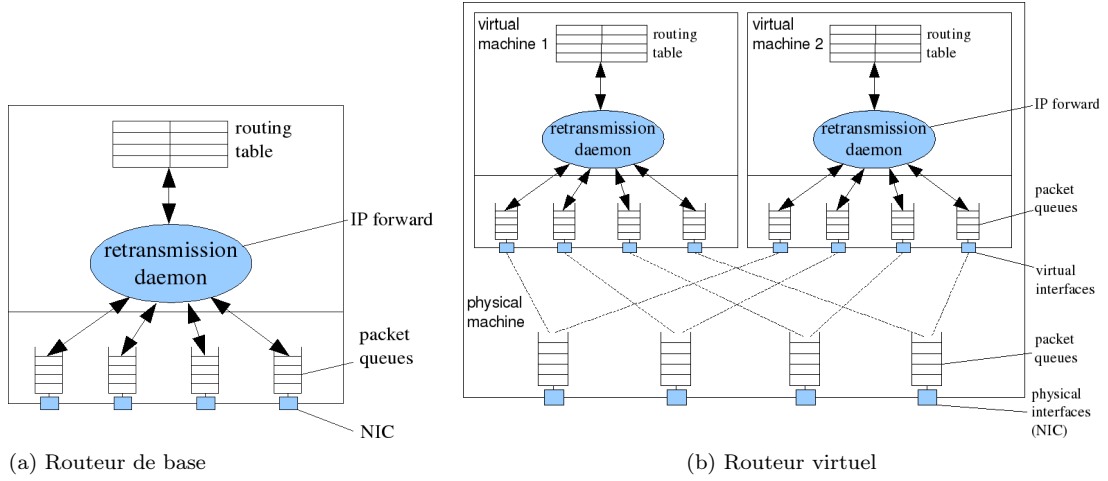 routing
table
IP forward
retransmission
daemon
packet
queues
NIC
(a) Routeur de base
virtual
machine 1
routing
table
retransmission
daemon
virtual
machine 2
routing
table
IP forward
retransmission
daemon
packet
queues
virtual
interfaces
physical
machine
packet
queues
physical
interfaces
(NIC)
(b) Routeur virtuel